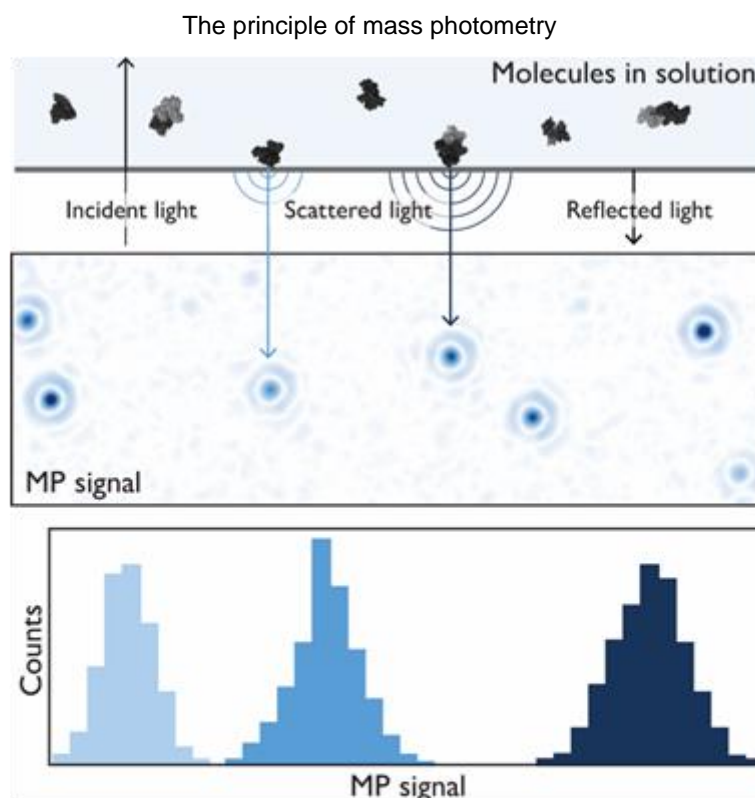 The principle of mass photometry
Molecules in solution
Incident light
Scattered light
Reflected light
MP signal
Counts
MP signal